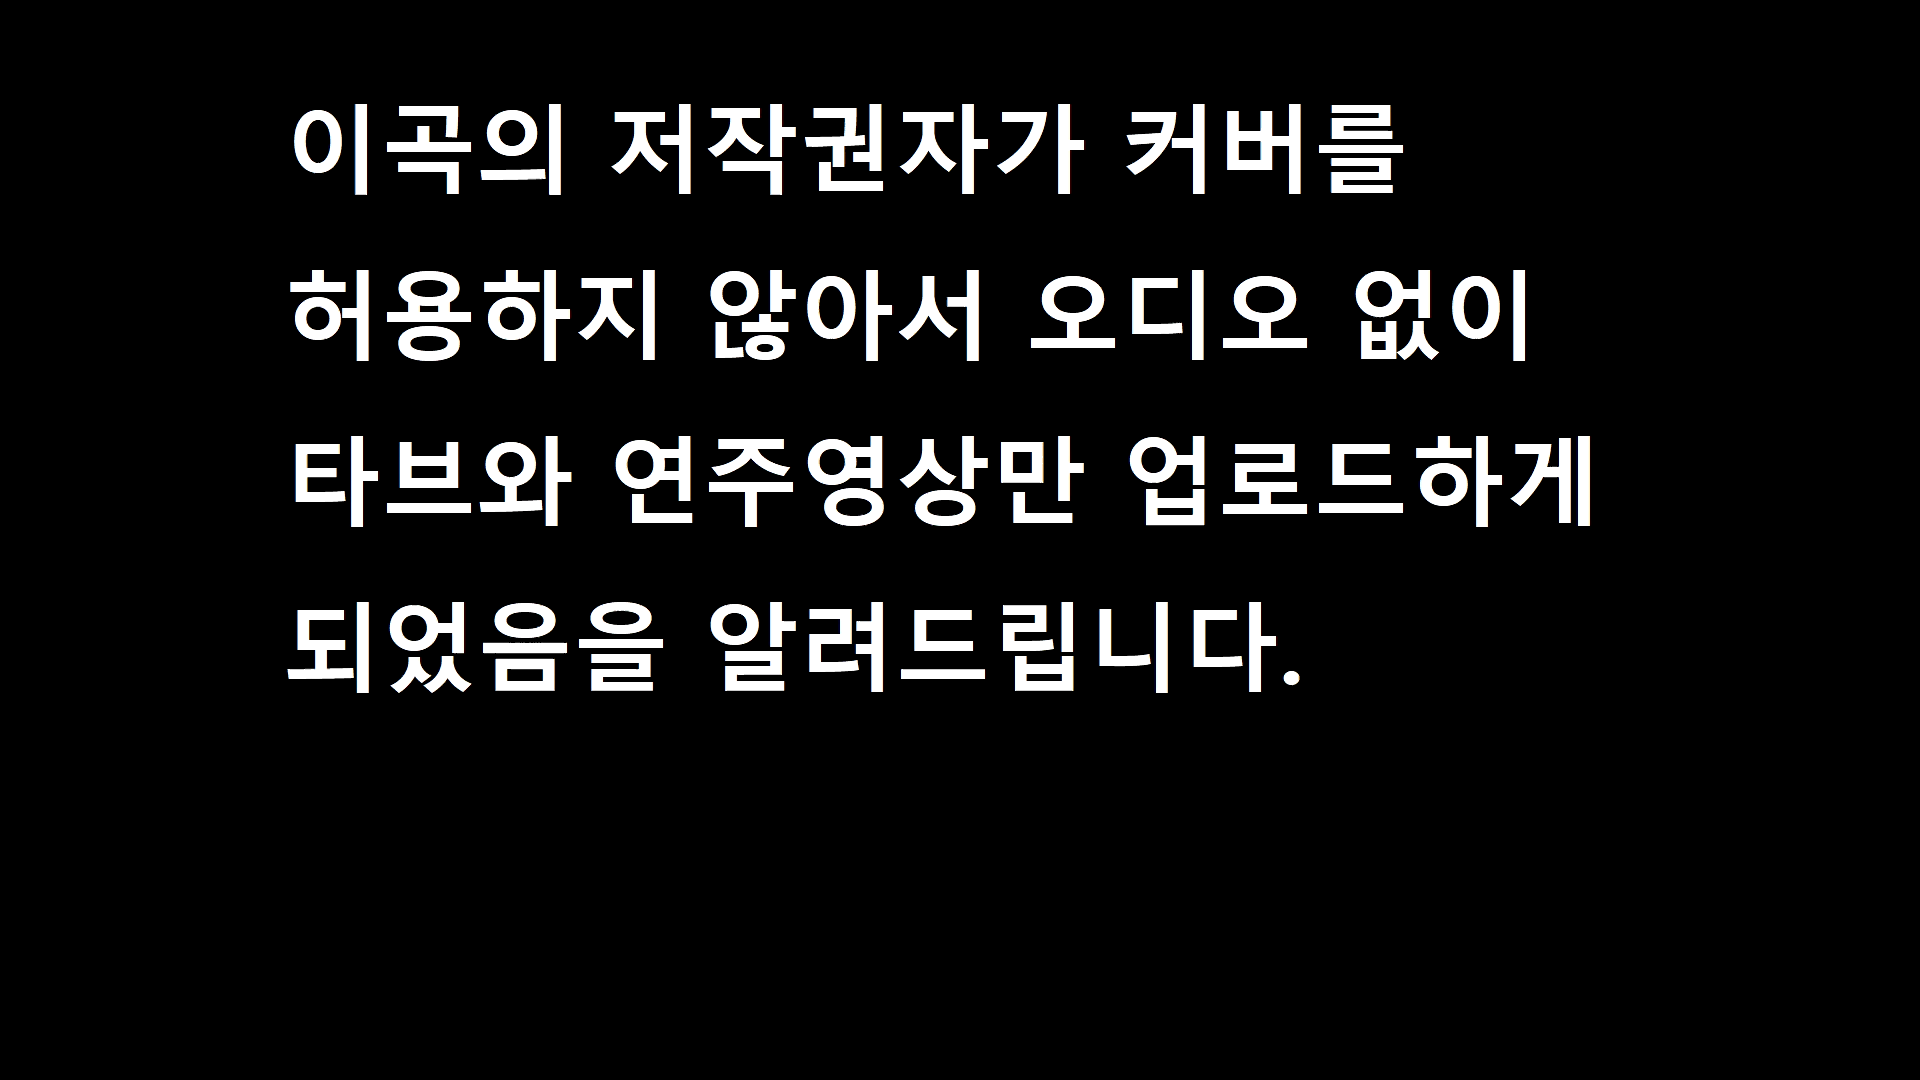 이곡의 저작권자가 커버를
허용하지 않아서 오디오 없이
타브와 연주영상만 업로드하게
되었음을 알려드립니다.